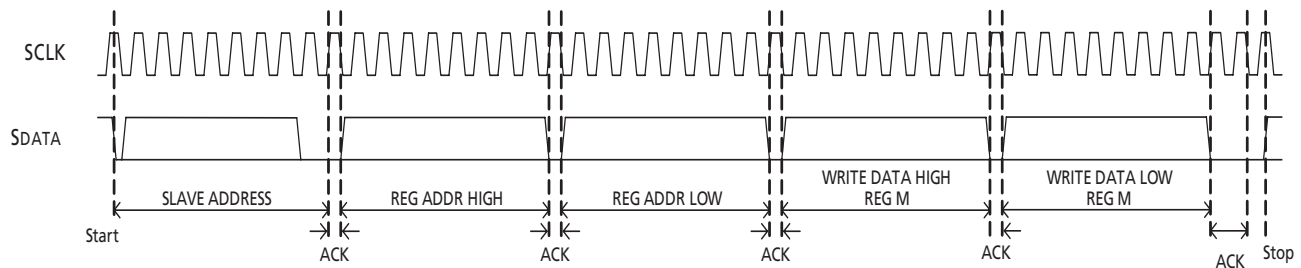 SCLK
SDATA
SLAVE ADDRESS
REG ADDR HIGH
REG ADDR LOW
WRITE DATA HIGH
REG M
WRITE DATA LOW
REG M
Start
ACK
ACK
ACK
ACK
ACK
Stop